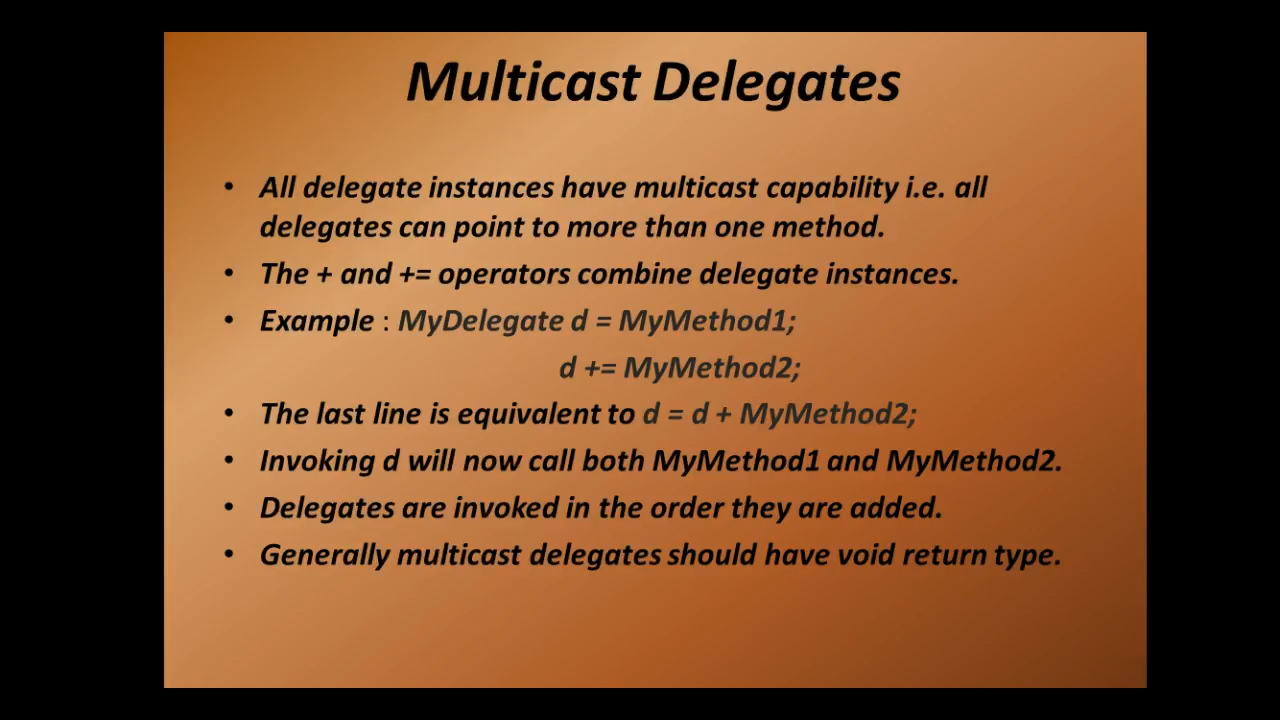 Multicast Delegates
• All delegate instances have multicast capability i.e. all
delegates can point to more than one method.
• The + and += operators combine delegate instances.
• Example : MyDelegate d = MyMethod1;
d += MyMethod2;
• The last line is equivalent to d = d + MyMethod2;
• Invoking d will now call both MyMethod1 and MyMethod2.
• Delegates are invoked in the order they are added.
• Generally multicast delegates should have void return type.